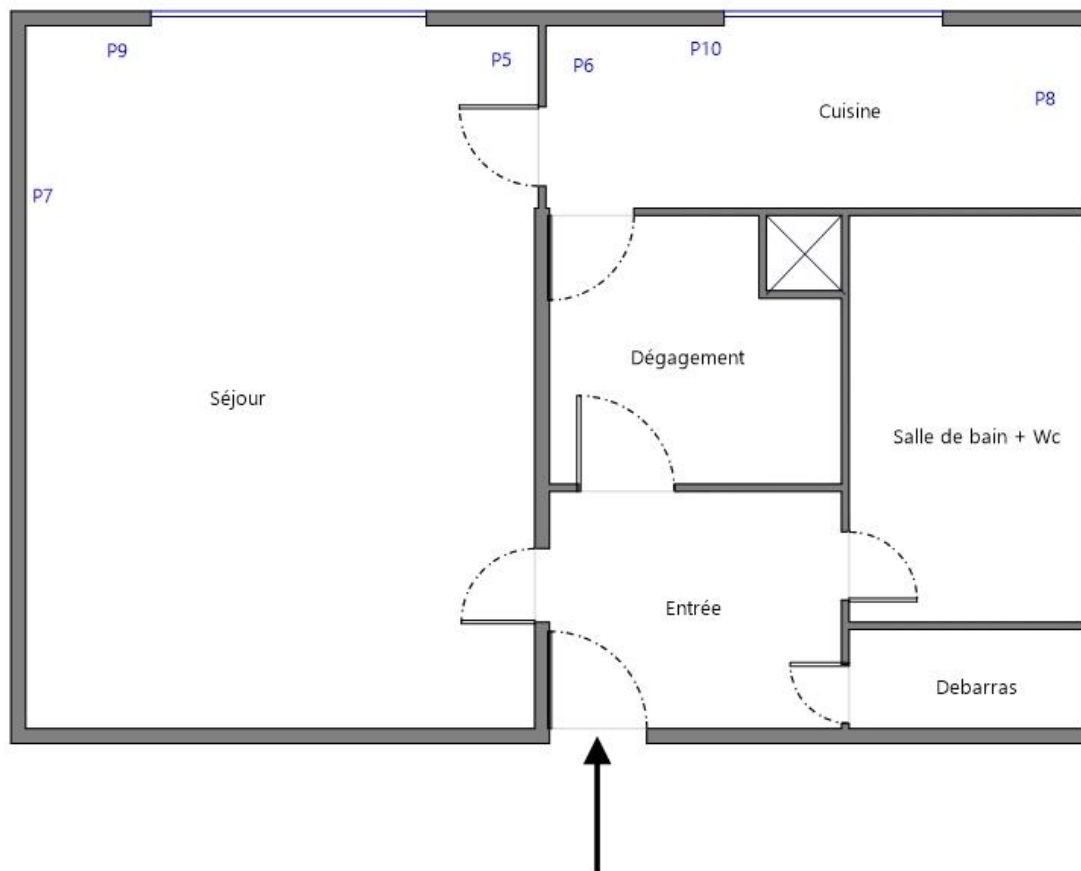 P9
P5
P6
P10
P8
Cuisine
P7
Dégagement
Séjour
Salle de bain + Wc
Entrée
Debarras